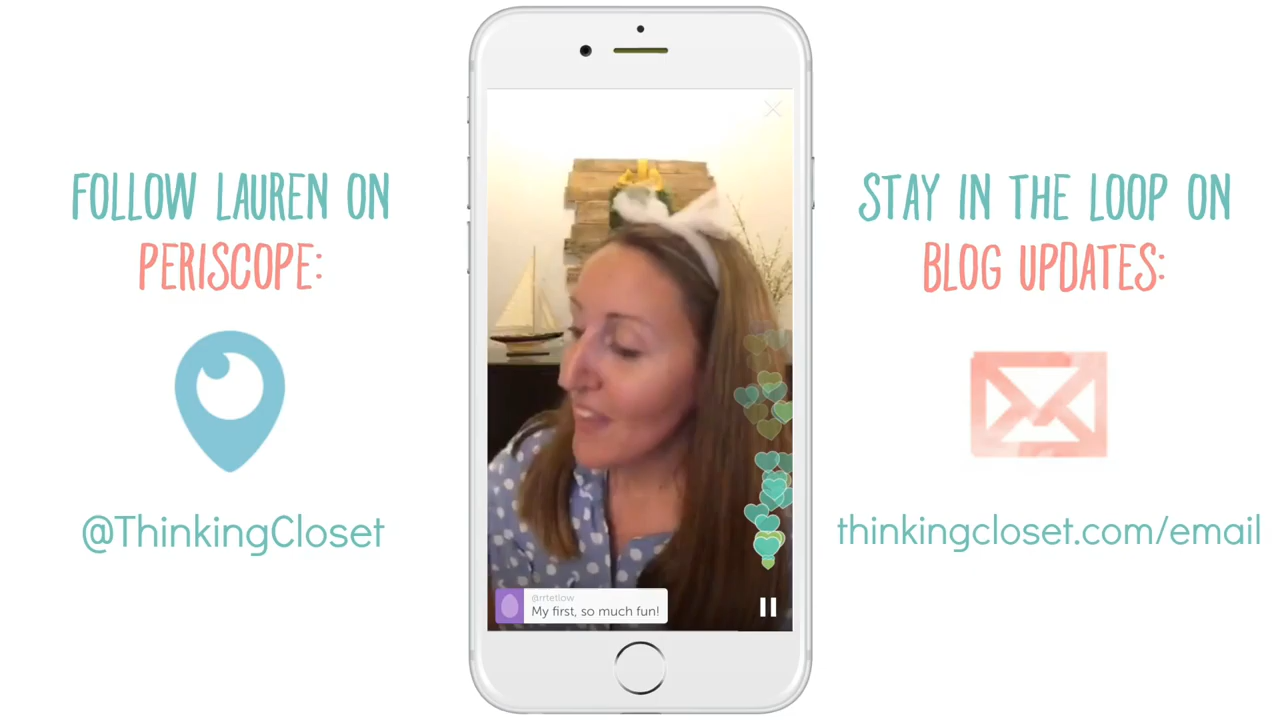 FOLLOW LAUREN ON
PERISCOPE:
@ThinkingCloset
@rrtetlow
My first, so much fun!
STAY IN THE LOOP ON
BLOG UPDATES:
thinkingcloset.com/email